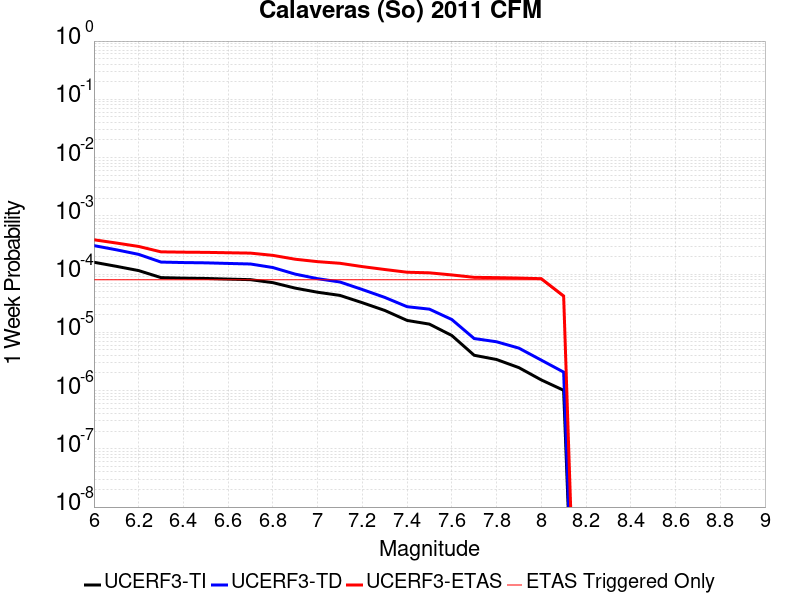 Calaveras (So) 2011 CFM
10^0
10^-1
10^-2
10^-3
10^-4
10^-5
10^-6
10^-7
10^-8
1 Week Probability
6 6.2 6.4 6.6 6.8 7 7.2 7.4 7.6 7.8 8 8.2 8.4 8.6 8.8 9
Magnitude
UCERF3-TI UCERF3-TD UCERF3-ETAS ETAS Triggered Only